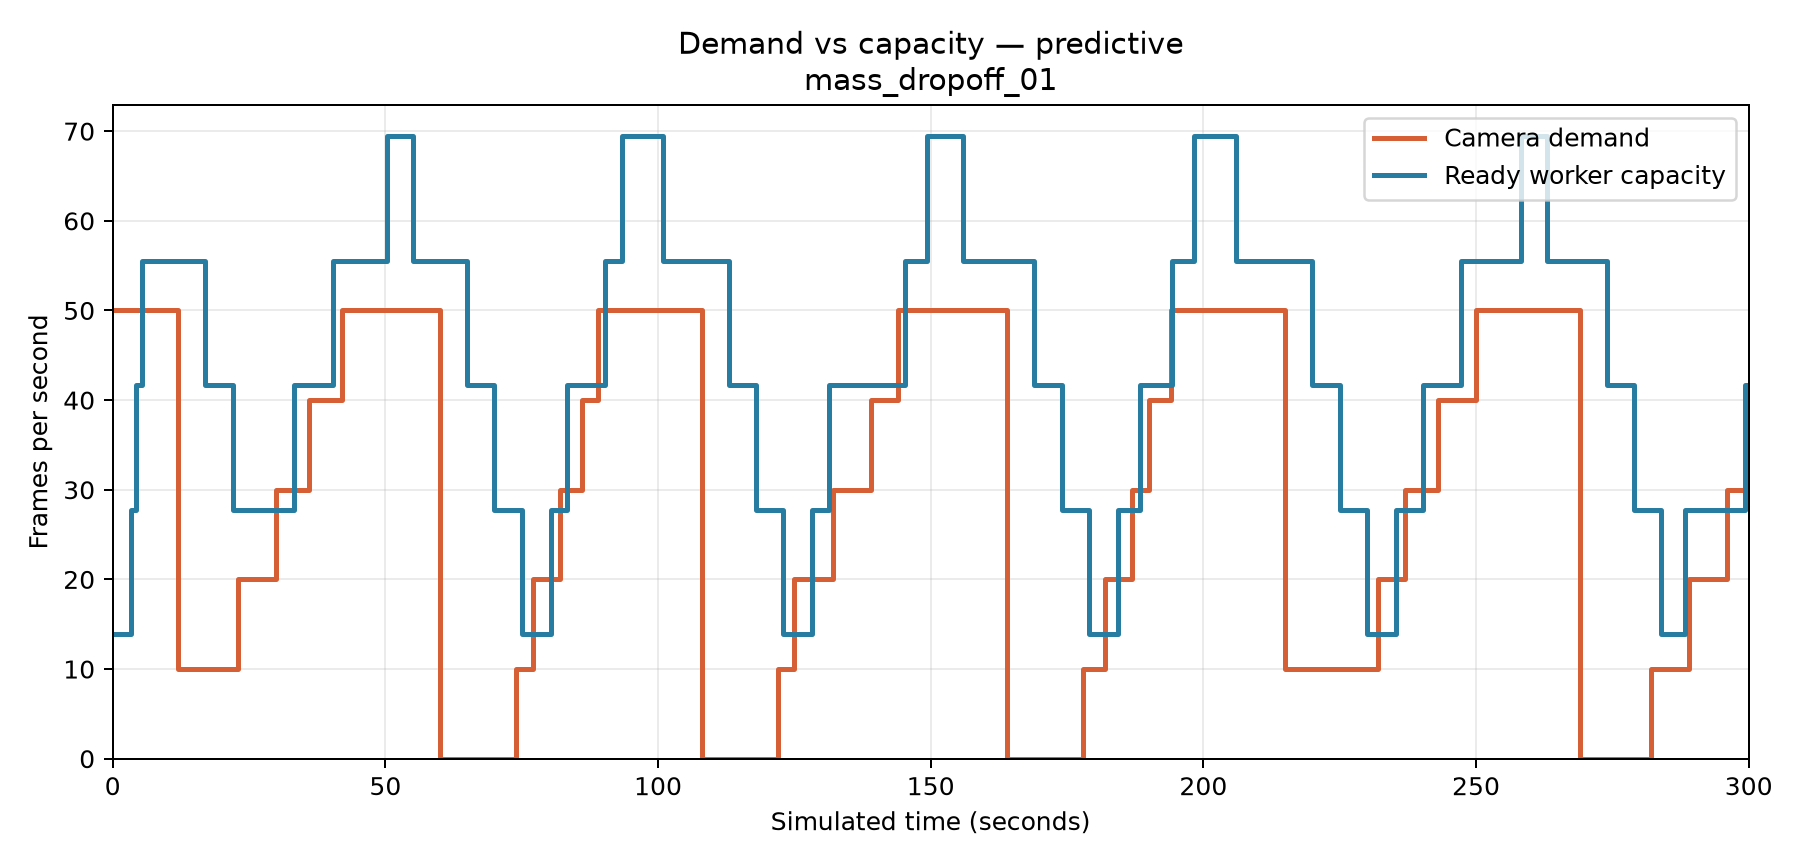 Demand vs capacity — predictive
mass_dropoff_01
Camera demand
Ready worker capacity
Frames per second
70
60
50
40
30
20
10
0
0 50 100 150 200 250 300
Simulated time (seconds)